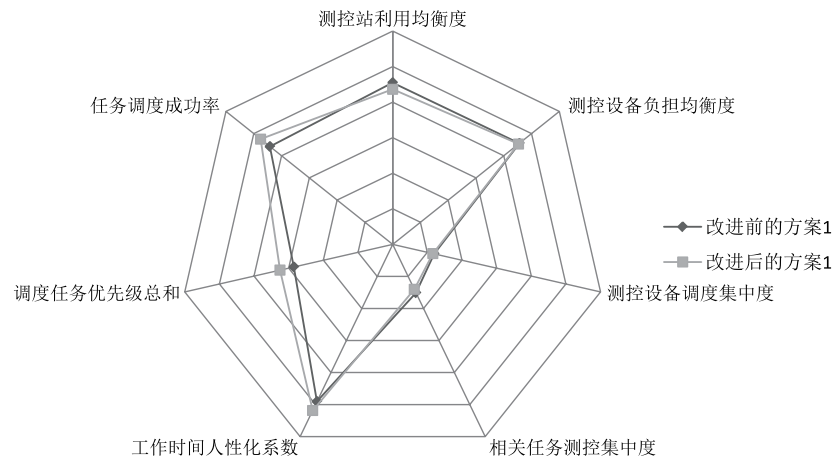 测控站利用均衡度
任务调度成功率
测控设备负担均衡度
改进前的方案1
改进后的方案1
调度任务优先级总和
测控设备调度集中度
工作时间人性化系数
相关任务测控集中度